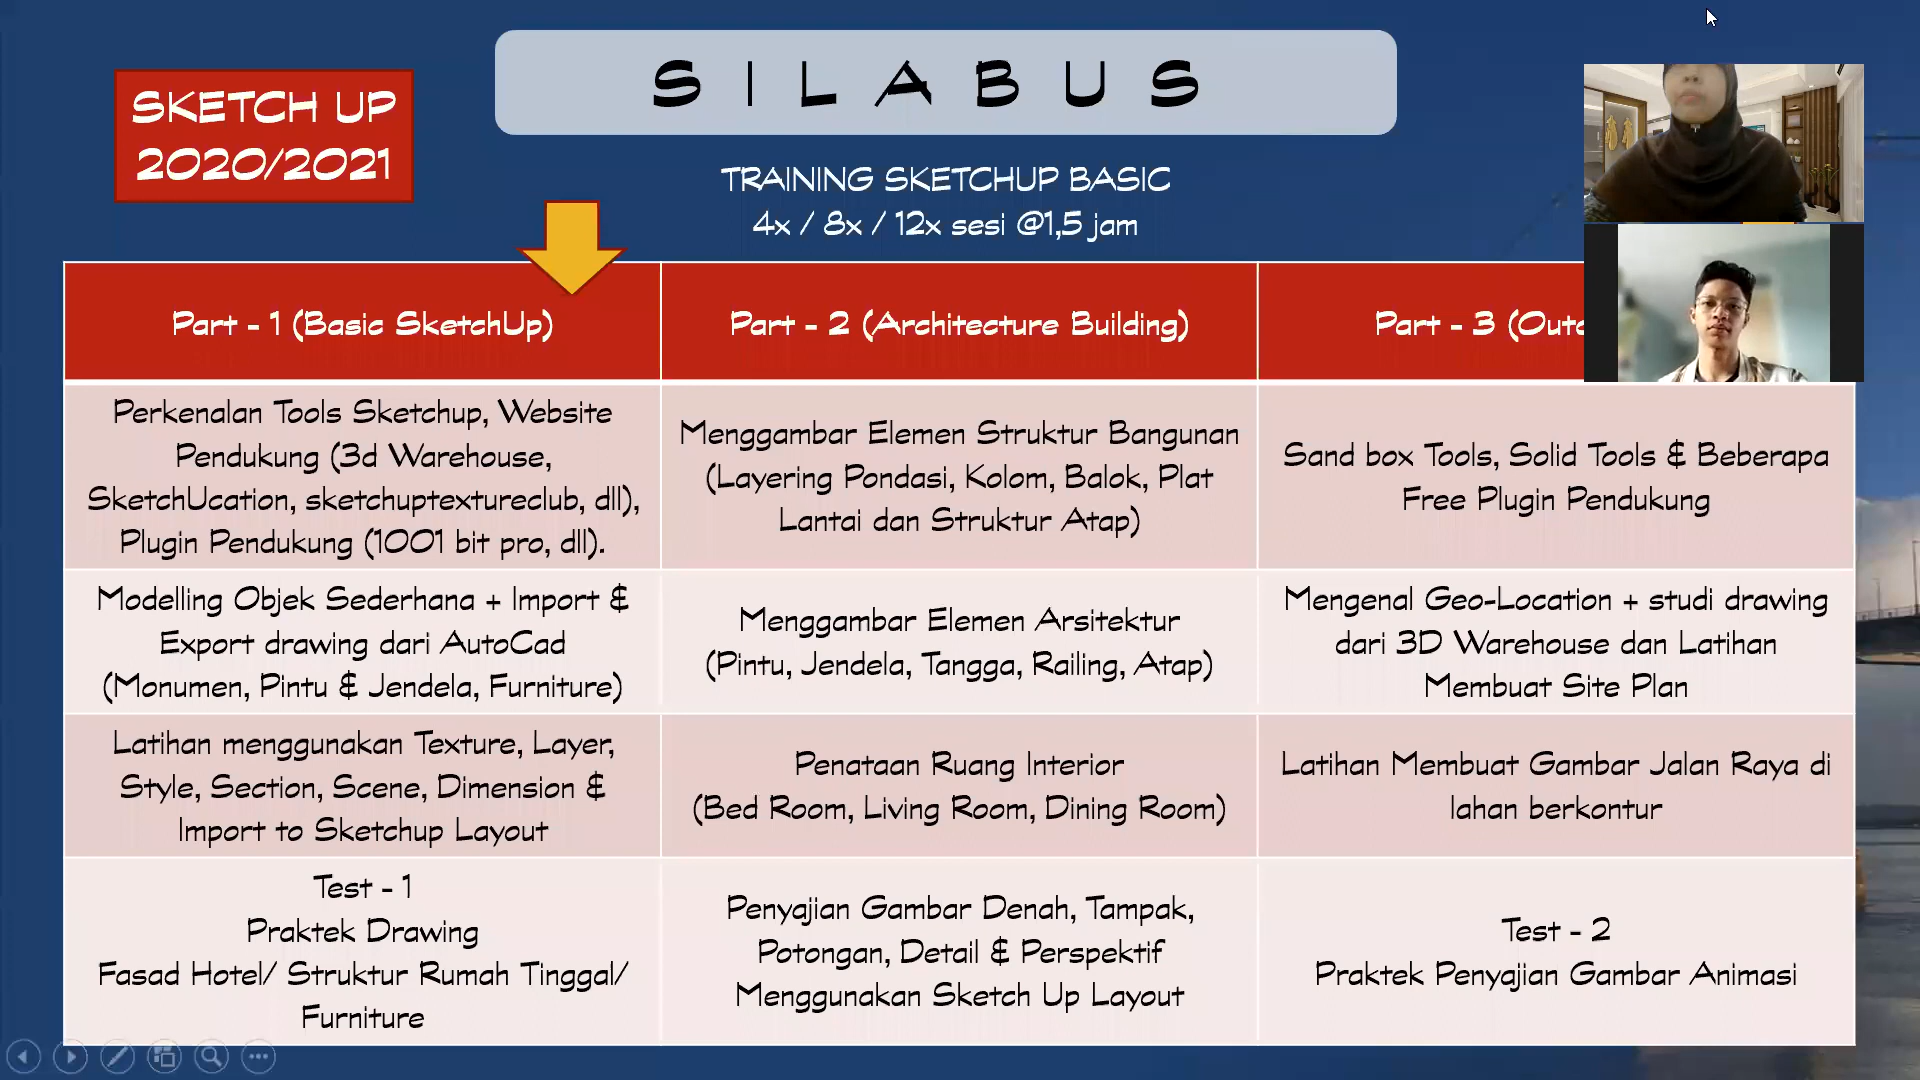 SKETCH UP
2020/2021
SILABUS
TRAINING SKETCHUP BASIC
4x / 8x / 12x sesi @1,5 jam
Part - 1 (Basic SketchUp)
Part - 2 (Architecture Building)
Part - 3
Perkenalan Tools Sketchup, Website
Pendukung (3d Warehouse,
SketchUcation, sketchuptextureclub, dll),
Plugin Pendukung (1001 bit pro, dll).
Menggambar Elemen Struktur Bangunan
(Layering Pondasi, Kolom, Balok, Plat
Lantai dan Struktur Atap)
Sand box Tools, Solid Tools & Beberapa
Free Plugin Pendukung
Modelling Objek Sederhana + Import &
Export drawing dari AutoCad
(Monumen, Pintu & Jendela, Furniture)
Menggambar Elemen Arsitektur
(Pintu, Jendela, Tangga, Railing, Atap)
Mengenal Geo-Location + studi drawing
dari 3D Warehouse dan Latihan
Membuat Site Plan
Latihan menggunakan Texture, Layer,
Style, Section, Scene, Dimension &
Import to Sketchup Layout
Penataan Ruang Interior
(Bed Room, Living Room, Dining Room)
Latihan Membuat Gambar Jalan Raya di
lahan berkontur
Test - 1
Praktek Drawing
Fasad Hotel/ Struktur Rumah Tinggal/
Furniture
Penyajian Gambar Denah, Tampak,
Potongan, Detail & Perspektif
Menggunakan Sketch Up Layout
Test - 2
Praktek Penyajian Gambar Animasi